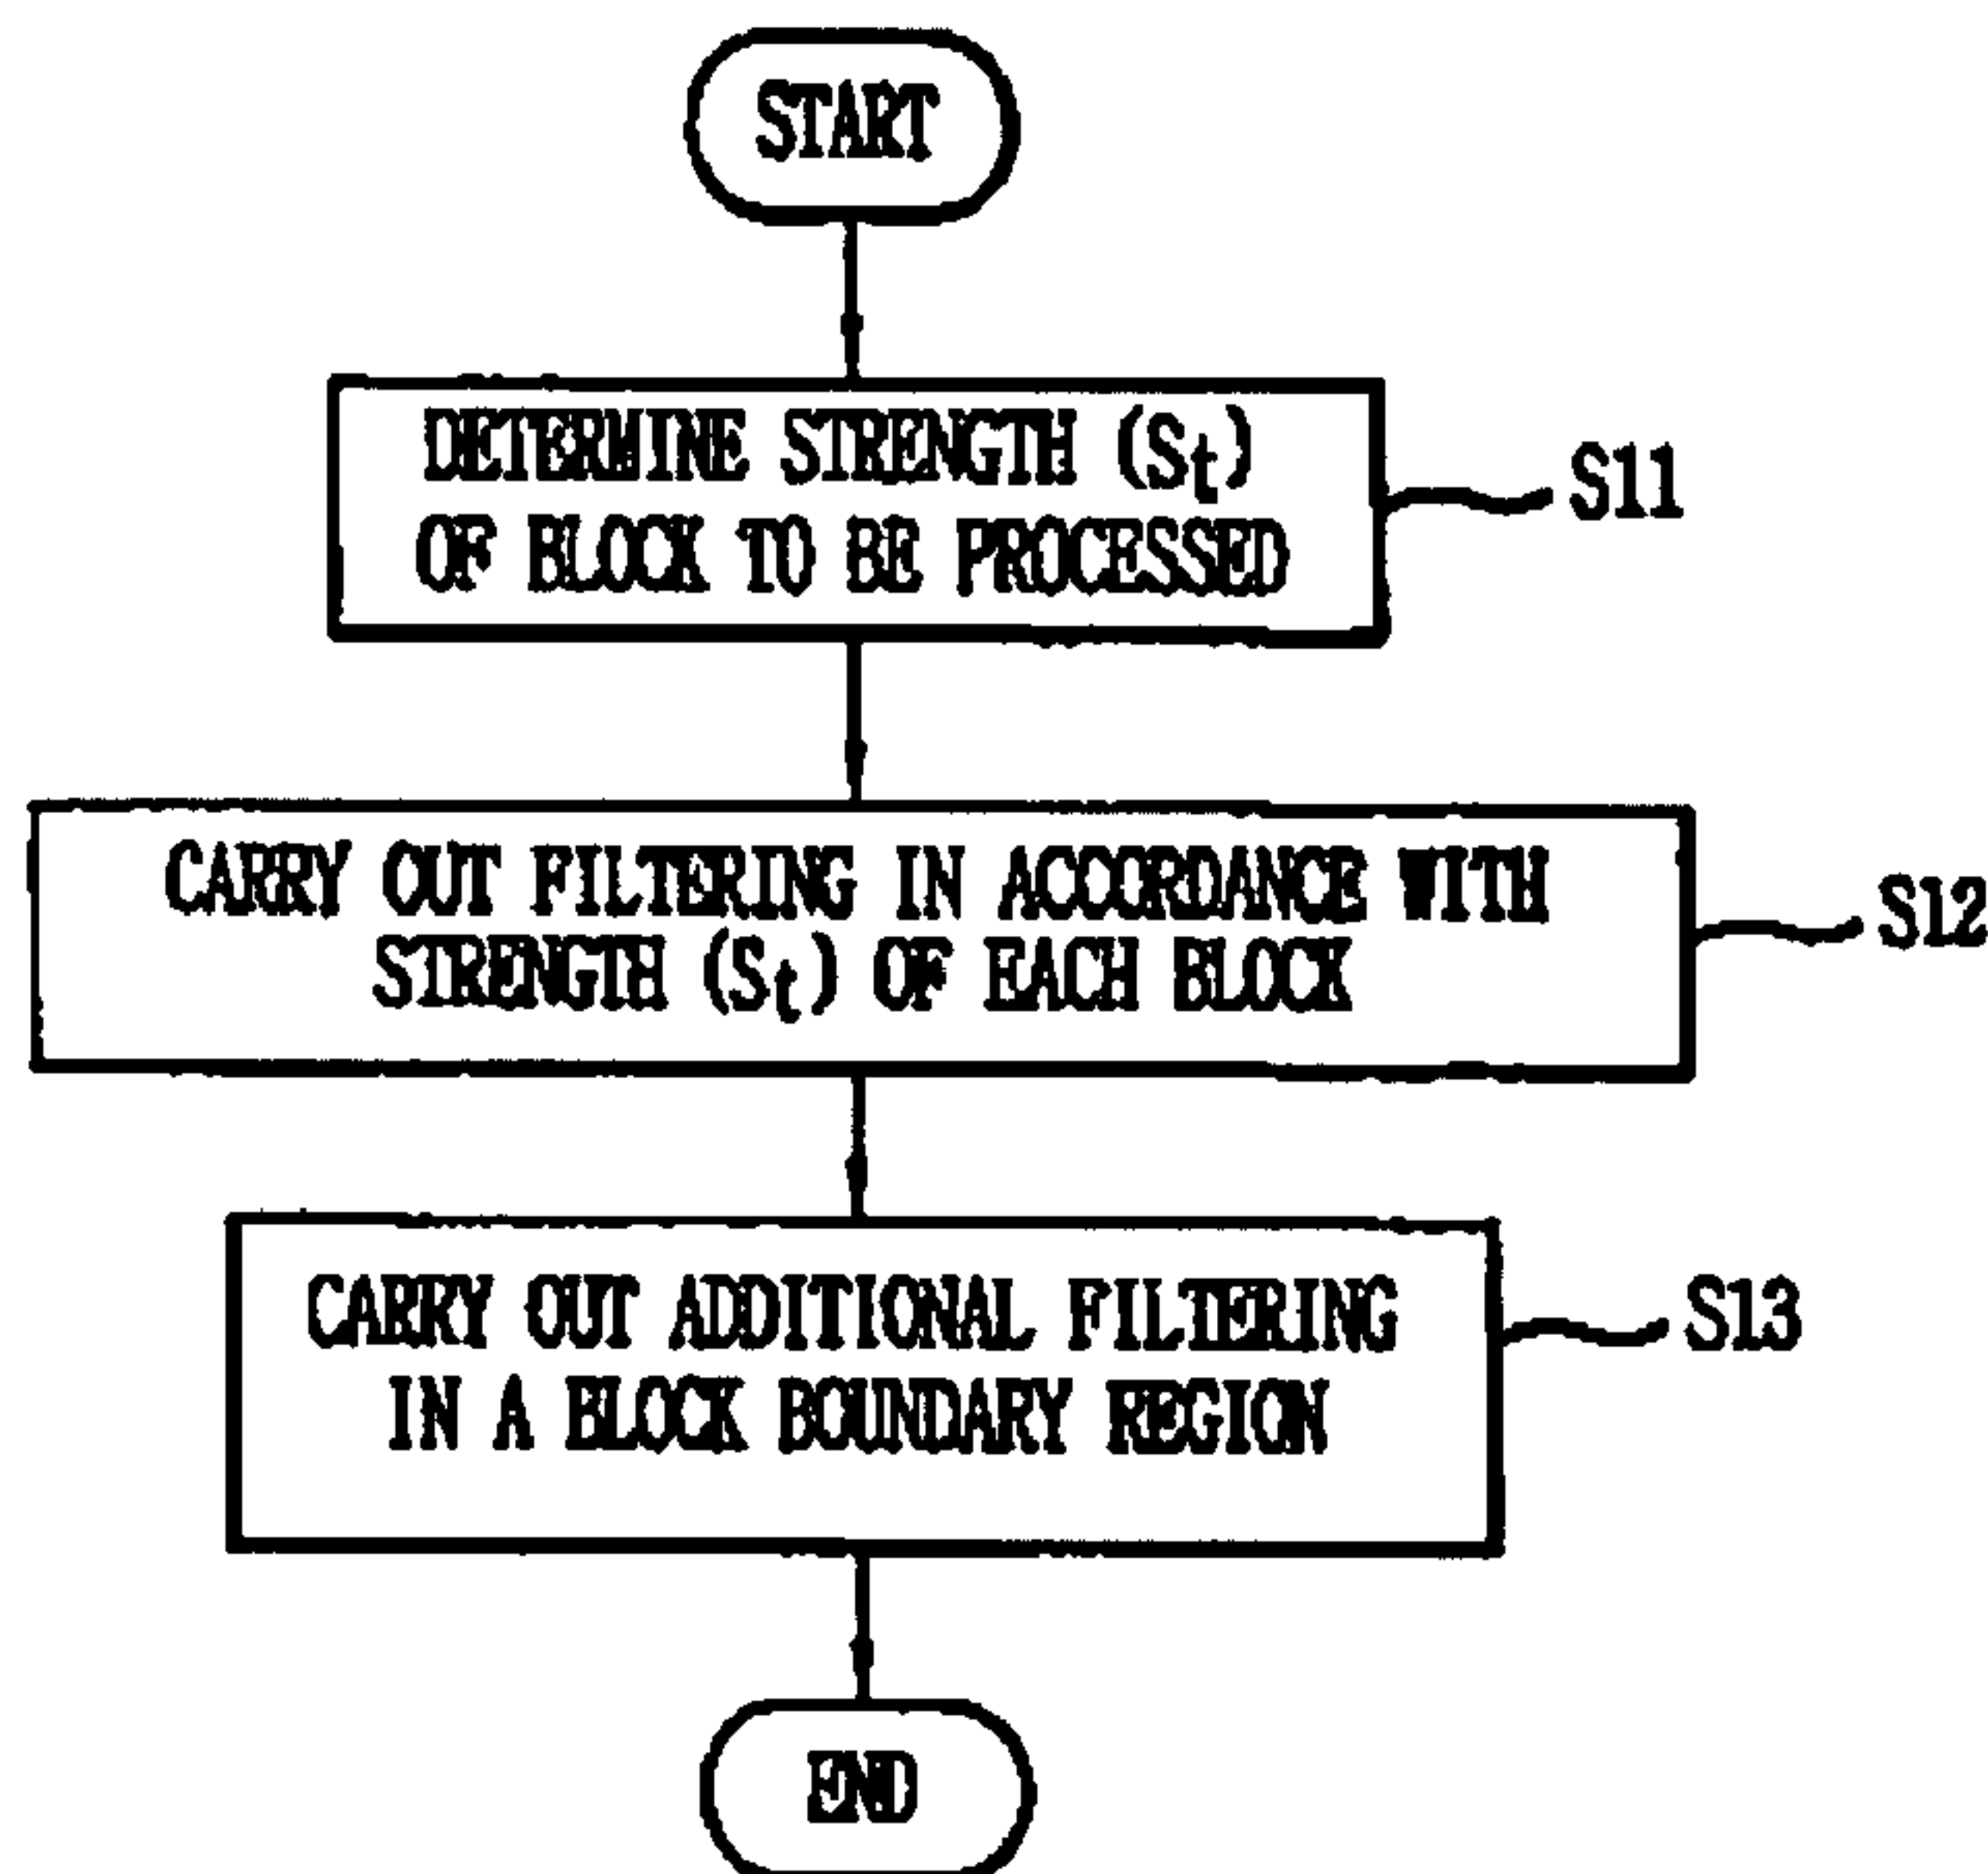 START
DETERMINE STRENGTH (St)
OF BLOCK TO BE PROCESSED
S11
CARRY OUT FILTERING IN ACCORDANCE WITH
STRENGTH (St) OF EACH BLOCK
S12
CARRY OUT ADDITIONAL FILTERING
IN A BLOCK BOUNDARY REGION
S13
END